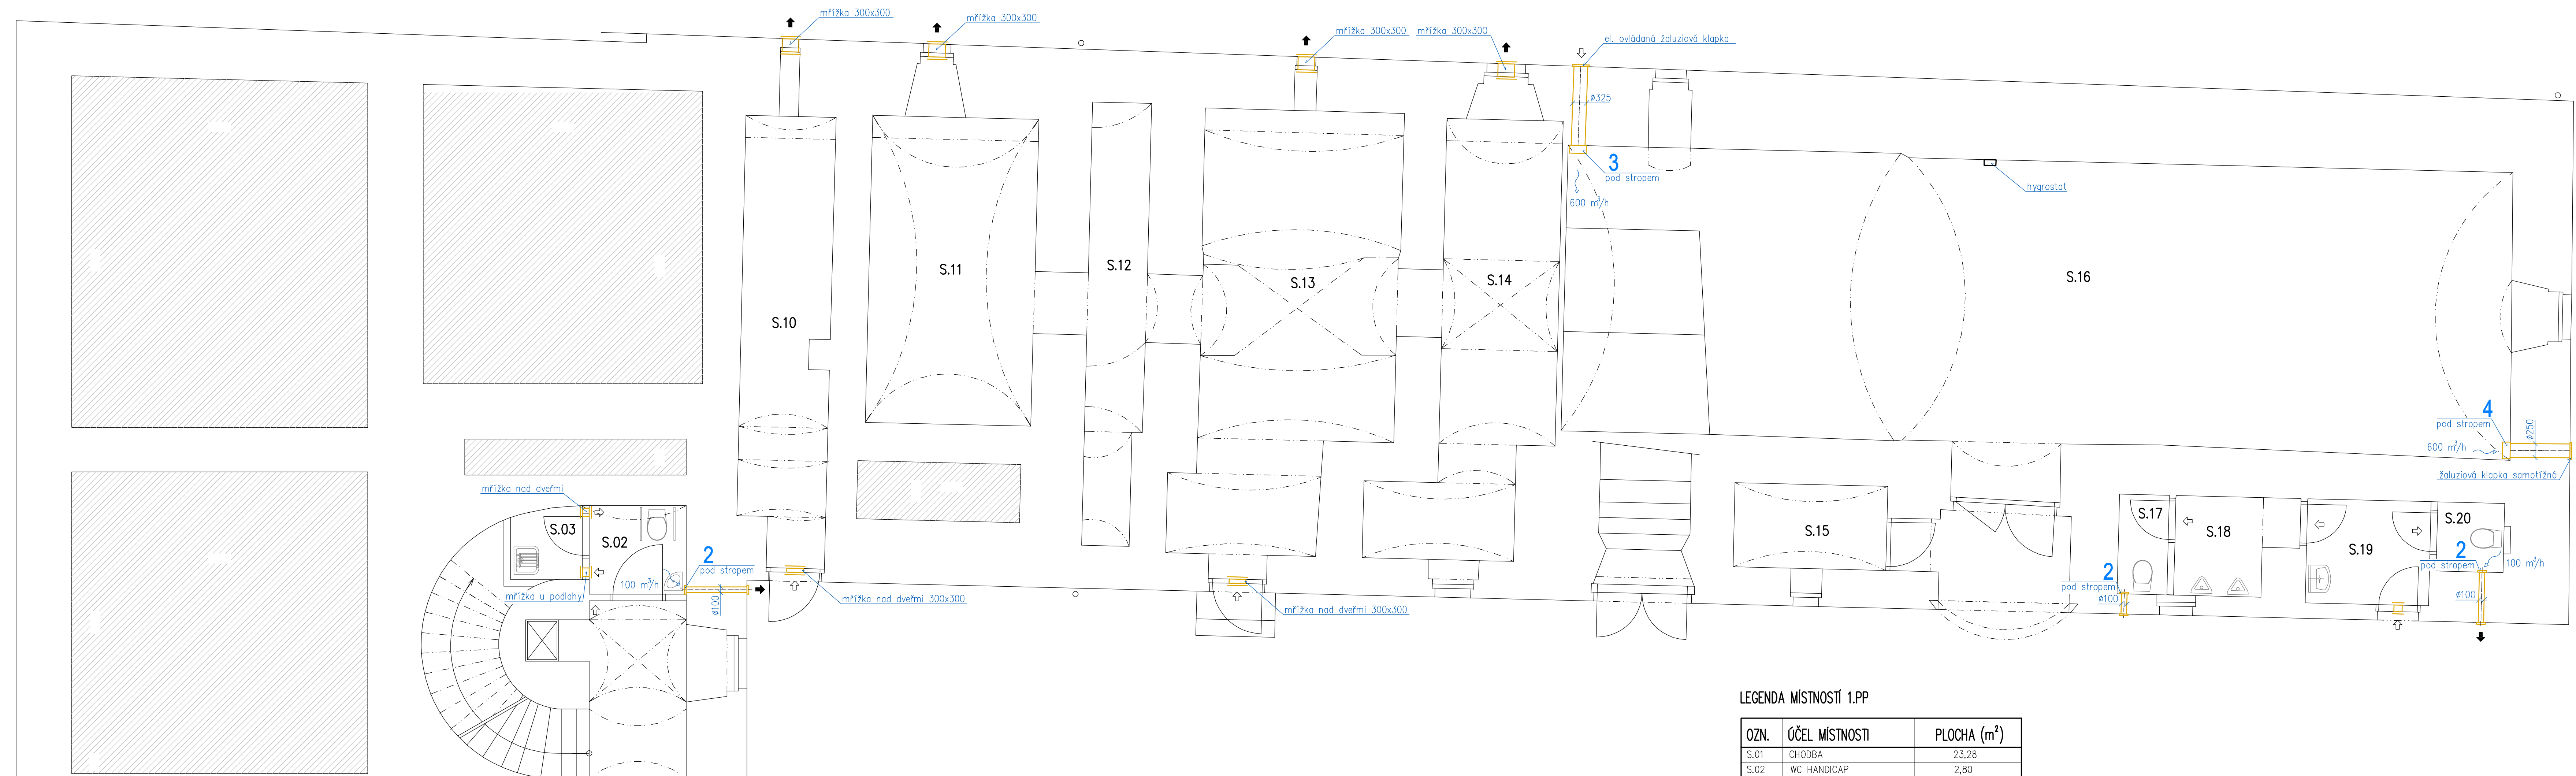 mřížka 300x300
mřížka 300x300
mřížka 300x300
mřížka 300x300
el. ovládaná žaluziová klapka
ø325
3
pod stropem
600 m³/h
hygrostat
S.10
S.11
S.12
S.13
S.14
S.16
4
pod stropem
600 m³/h
ø250
žaluziová klapka samotížná
mřížka nad dveřmi
S.03
S.02
2
pod stropem
100 m³/h
ø100
mřížka u podlahy
mřížka nad dveřmi 300x300
mřížka nad dveřmi 300x300
S.15
S.17
S.18
S.19
S.20
2
pod stropem
ø100
2
pod stropem
100 m³/h
ø100
LEGENDA MÍSTNOSTÍ 1.PP
OZN. ÚČEL MÍSTNOSTI PLOCHA (m²)
S.01 CHODBA 23,28
S.02 WC HANDICAP 2,80